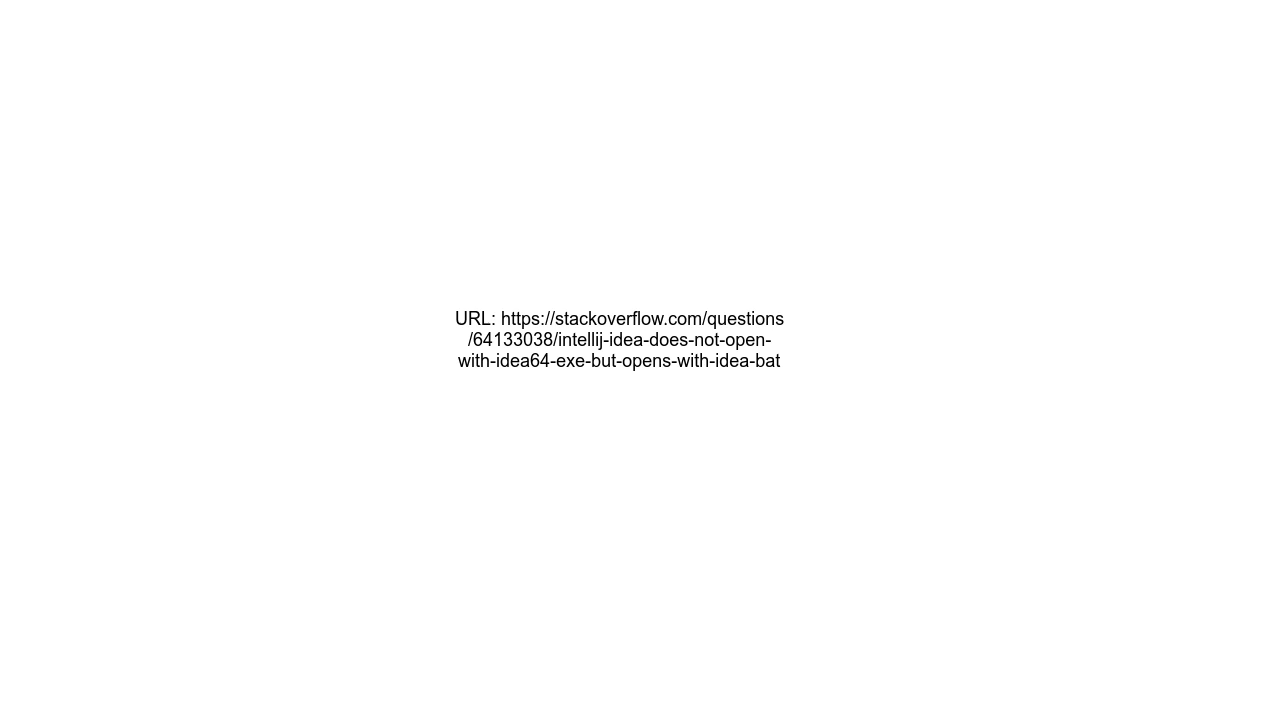 URL: https://stackoverflow.com/questions
/64133038/intellij-idea-does-not-open-
with-idea64-exe-but-opens-with-idea-bat